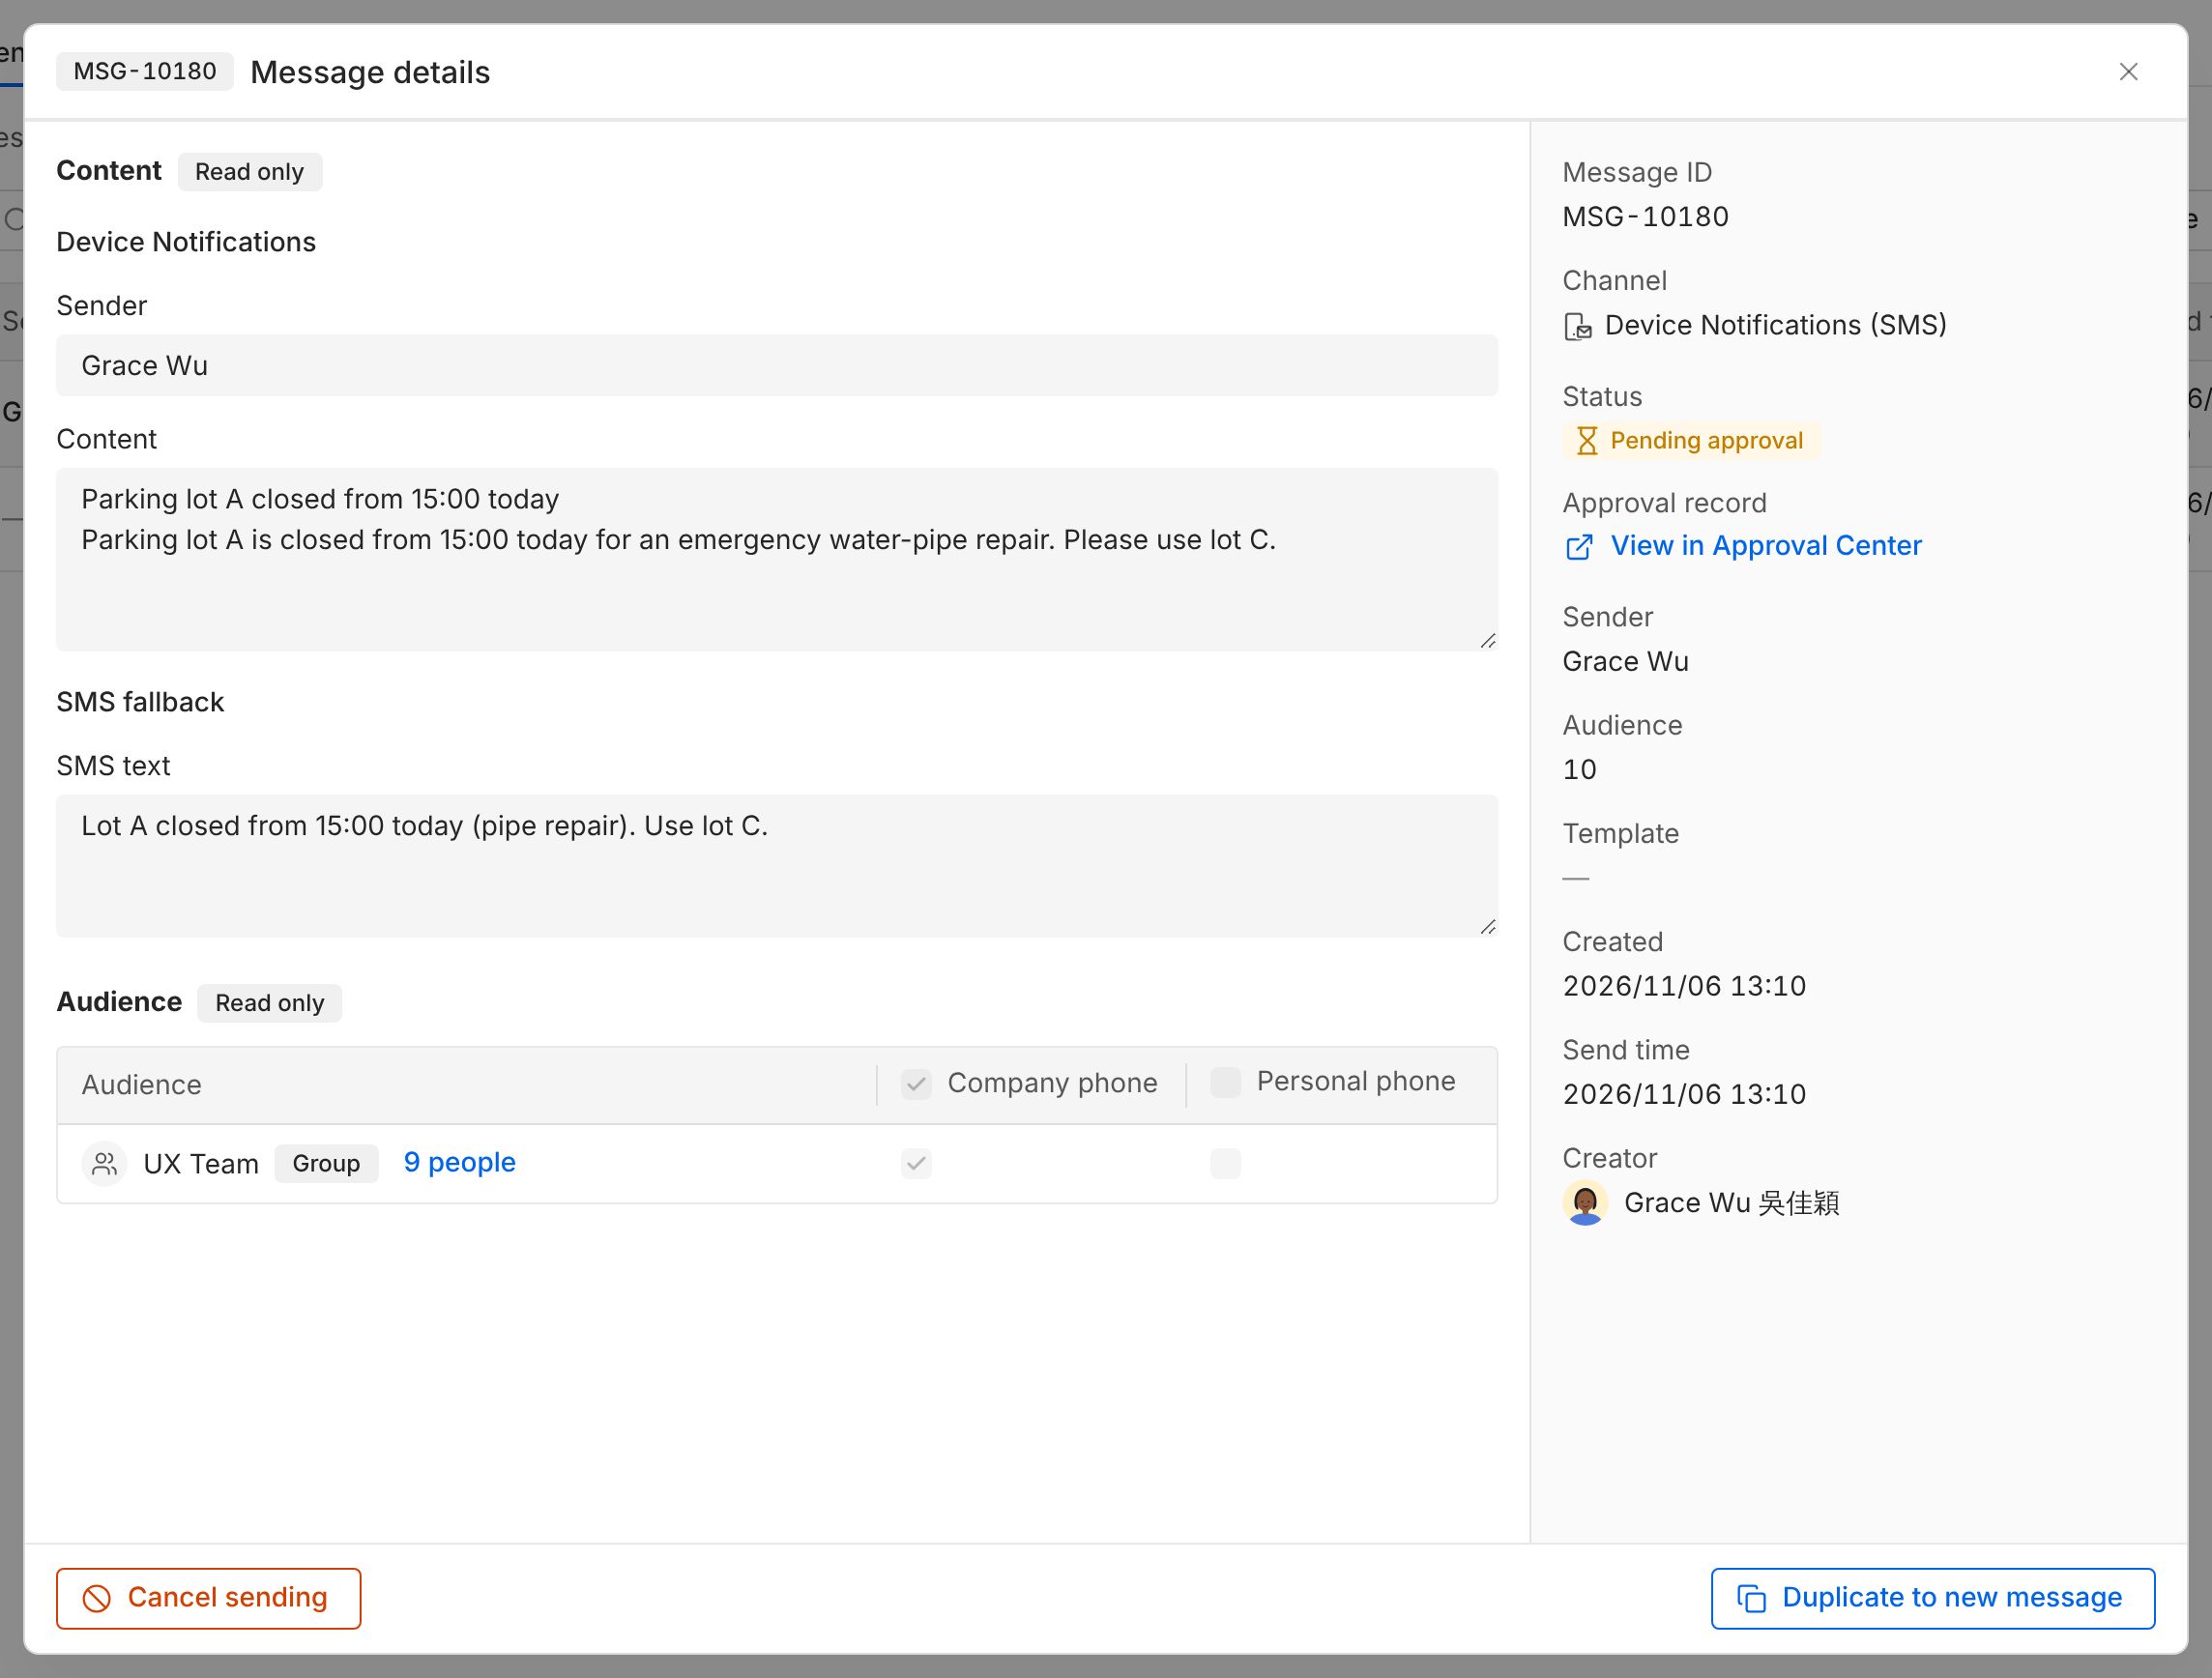 MSG-10180 Message details
Content Read only
Device Notifications
Sender
Grace Wu
Content
Parking lot A closed from 15:00 today
Parking lot A is closed from 15:00 today for an emergency water-pipe repair. Please use lot C.
SMS fallback
SMS text
Lot A closed from 15:00 today (pipe repair). Use lot C.
Audience Read only
Audience Company phone Personal phone
UX Team Group 9 people
Message ID
MSG-10180
Channel
Device Notifications (SMS)
Status
Pending approval
Approval record
View in Approval Center
Sender
Grace Wu
Audience
10
Template
—
Created
2026/11/06 13:10
Send time
2026/11/06 13:10
Creator
Grace Wu 吳佳穎
Cancel sending
Duplicate to new message